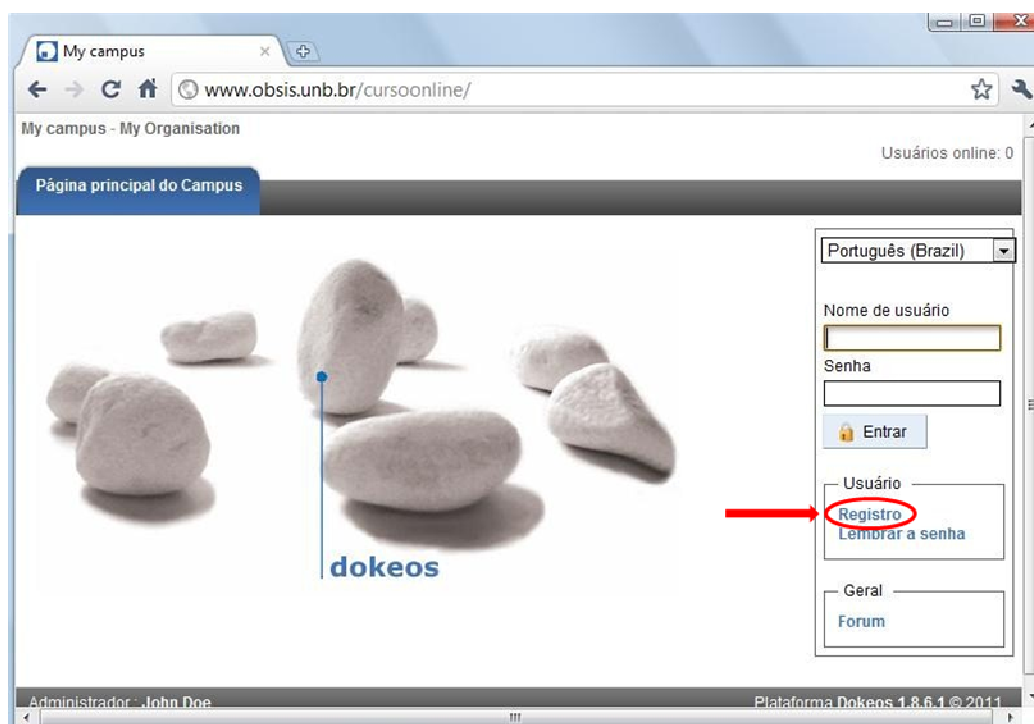 My campus
www.obsis.unb.br/cursoonline/
My campus - My Organisation
Usuários online: 0
Página principal do Campus
Português (Brazil)
Nome de usuário
Senha
Entrar
Usuário
Registro
Lembrar a senha
Geral
Forum
dokeos
Administrador : John Doe
Plataforma Dokeos 1.8.6.1 © 2011